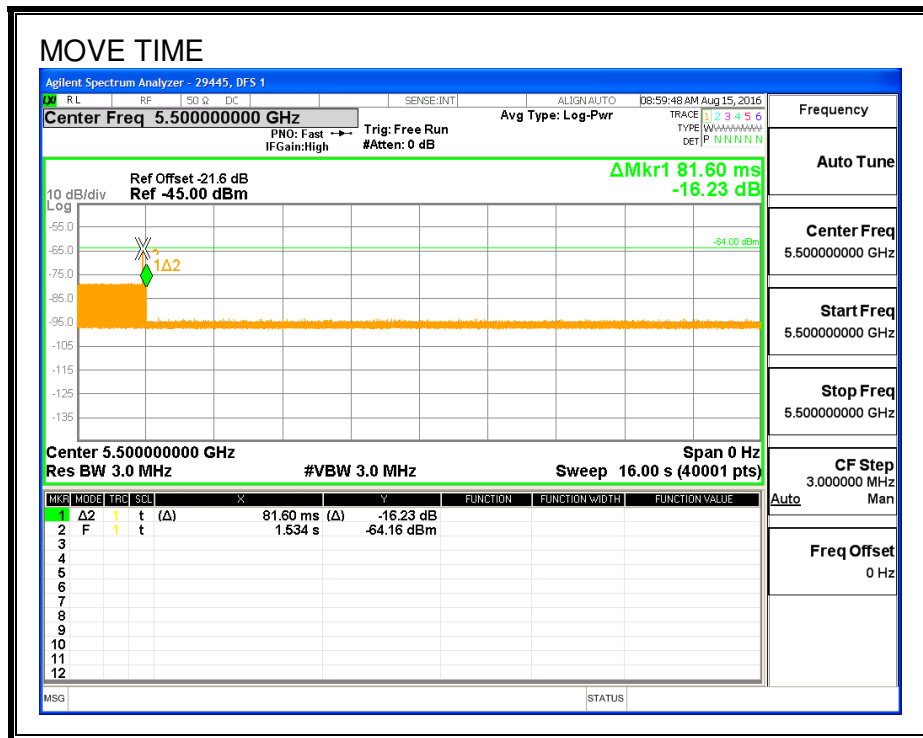 MOVE TIME
Agilent Spectrum Analyzer - 29445, DFS 1
LXI RL RF 50 Ω DC SENSE:INT ALIGN AUTO 08:59:48 AM Aug 15, 2016
Center Freq 5.500000000 GHz
PNO: Fast
IFGain:High
Trig: Free Run
#Atten: 0 dB
Avg Type: Log-Pwr
TRACE 1 2 3 4 5 6
TYPE WWWWWWW
DET P N N N N N
Ref Offset -21.6 dB
10 dB/div Ref -45.00 dBm
Log
ΔMkr1 81.60 ms
-16.23 dB
-55.0
-65.0
-75.0
-85.0
-95.0
-105
-115
-125
-135
-64.00 dBm
2
1Δ2
Center 5.500000000 GHz Span 0 Hz
Res BW 3.0 MHz #VBW 3.0 MHz Sweep 16.00 s (40001 pts)
MKR MODE TRC SCL X Y FUNCTION FUNCTION WIDTH FUNCTION VALUE
1 Δ2 1 t (Δ) 81.60 ms (Δ) -16.23 dB
2 F 1 t 1.534 s -64.16 dBm
3
4
5
6
7
8
9
10
11
12
MSG STATUS
Frequency
Auto Tune
Center Freq
5.500000000 GHz
Start Freq
5.500000000 GHz
Stop Freq
5.500000000 GHz
CF Step
3.000000 MHz
Auto Man
Freq Offset
0 Hz